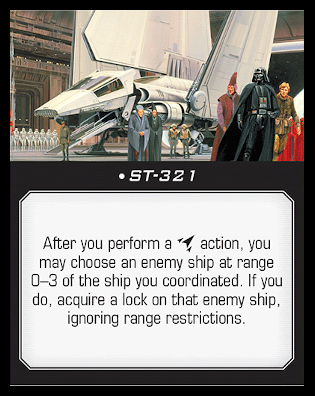 • ST-321
After you perform a action, you
may choose an enemy ship at range
0–3 of the ship you coordinated. If you
do, acquire a lock on that enemy ship,
ignoring range restrictions.